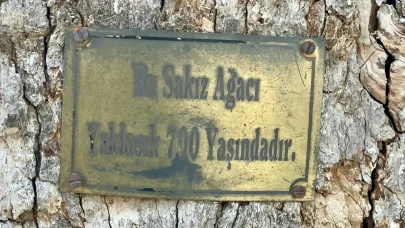 Bu Sakız Ağacı
Yaklaşık 700 Yaşındadır.